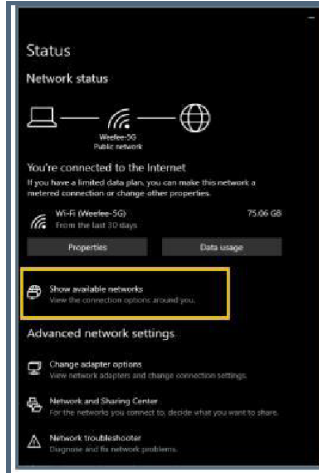 Status
Network status
Weefee-5G
Public network
You're connected to the Internet
If you have a limited data plan, you can make this network a
metered connection or change other properties.
Wi-Fi (Weefee-5G)
75.06 GB
From the last 30 days
Properties
Data usage
Show available networks
View the connection options around you.
Advanced network settings
Change adapter options
View network adapters and change connection settings.
Network and Sharing Center
For the networks you connect to, decide what you want to share.
Network troubleshooter
Diagnose and fix network problems.